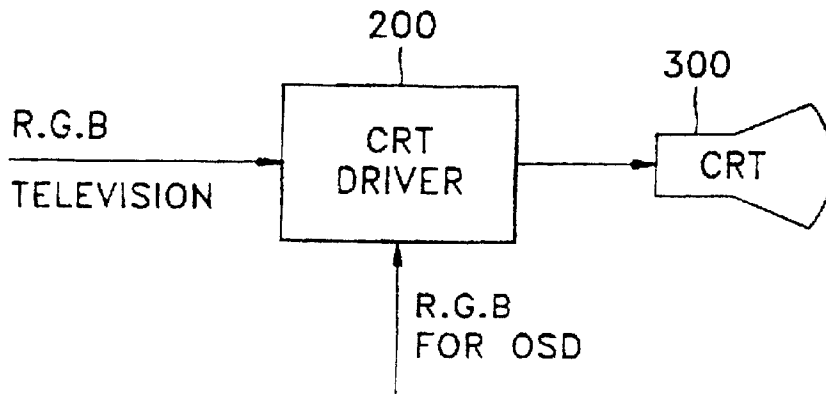 200
300
R.G.B
TELEVISION
CRT
DRIVER
CRT
R.G.B
FOR OSD